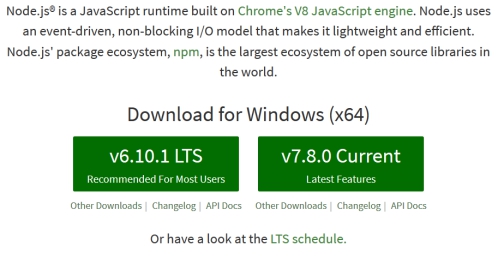 Node.js® is a JavaScript runtime built on Chrome's V8 JavaScript engine. Node.js uses
an event-driven, non-blocking I/O model that makes it lightweight and efficient.
Node.js' package ecosystem, npm, is the largest ecosystem of open source libraries in
the world.
Download for Windows (x64)
v6.10.1 LTS
Recommended For Most Users
Other Downloads | Changelog | API Docs
v7.8.0 Current
Latest Features
Other Downloads | Changelog | API Docs
Or have a look at the LTS schedule.